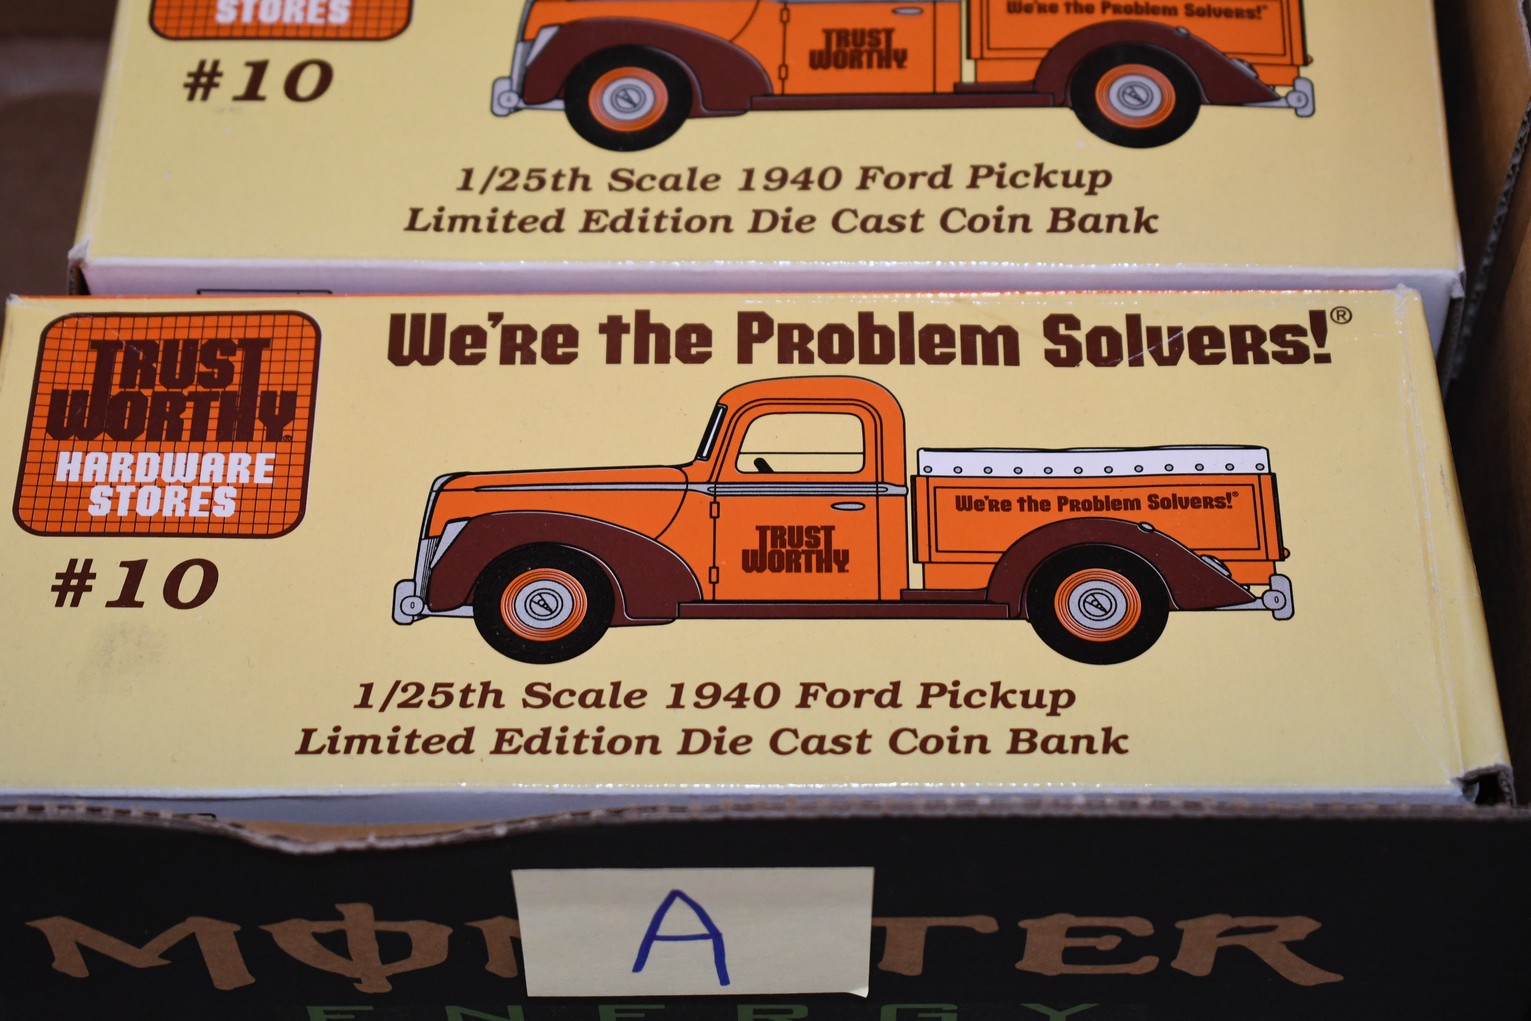 STORES
#10
We're the Problem Solvers!®
TRUST
WORTHY
1/25th Scale 1940 Ford Pickup
Limited Edition Die Cast Coin Bank
TRUST
WORTHY®
HARDWARE
STORES
#10
We're the Problem Solvers!®
We're the Problem Solvers!®
TRUST
WORTHY
1/25th Scale 1940 Ford Pickup
Limited Edition Die Cast Coin Bank
A
MON TER
ENERGY